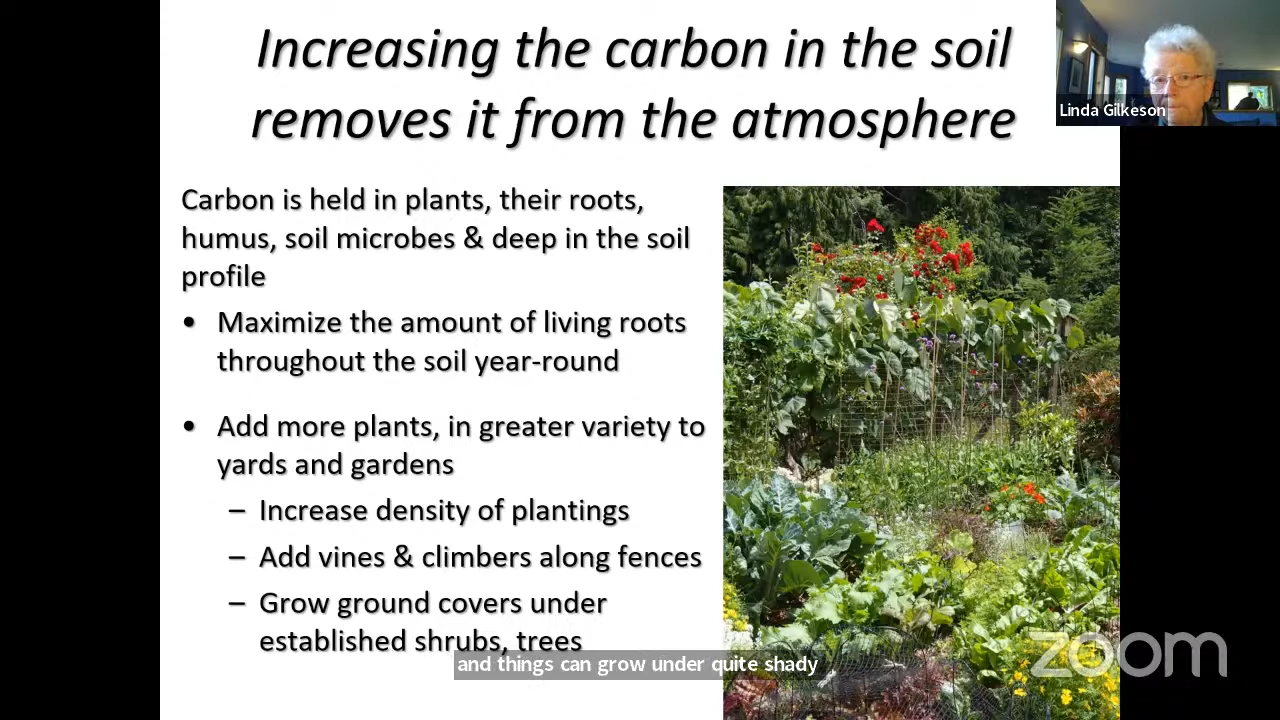 Increasing the carbon in the soil
removes it from the atmosphere
Linda Gilkeson
Carbon is held in plants, their roots,
humus, soil microbes & deep in the soil
profile
• Maximize the amount of living roots
throughout the soil year-round
• Add more plants, in greater variety to
yards and gardens
– Increase density of plantings
– Add vines & climbers along fences
– Grow ground covers under
established shrubs, trees
and things can grow under quite shady
zoom